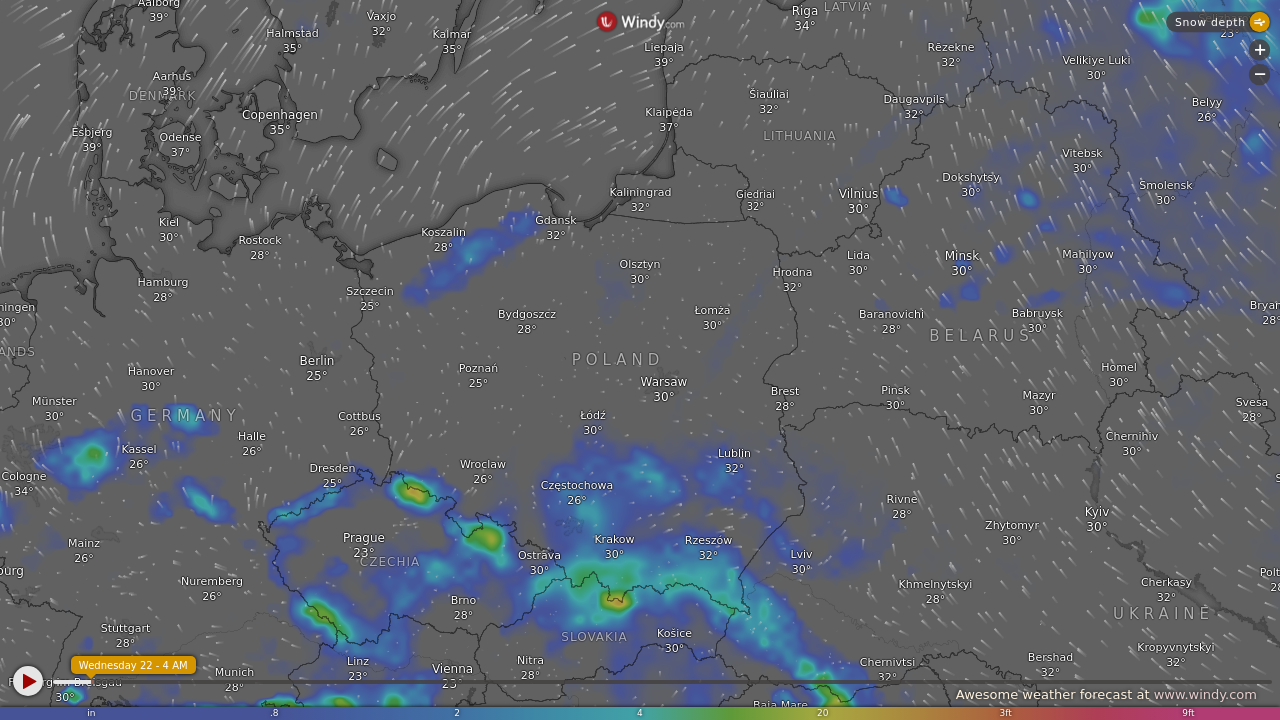 Aalborg
39°
Halmstad
35°
Vaxjo
32°
Kalmar
35°
Windy.com
Liepaja
39°
Riga
34°
LATVIA
Rēzekne
32°
Velikiye Luki
30°
Snow depth
23°
+
−
Aarhus
39°
DENMARK
Copenhagen
35°
Esbjerg
39°
Odense
37°
Klaipėda
37°
Šiauliai
32°
LITHUANIA
Daugavpils
32°
Belyy
26°
Vitebsk
30°
Dokshytsy
30°
Smolensk
30°
Kaliningrad
32°
Giedriai
32°
Vilnius
30°
Kiel
30°
Rostock
28°
Koszalin
28°
Gdansk
32°
Olsztyn
30°
Hrodna
32°
Lida
30°
Minsk
30°
Mahilyow
30°
Hamburg
28°
Szczecin
25°
ningen
30°
Bydgoszcz
28°
Łomża
30°
Baranovichi
28°
Babruysk
30°
Bryan
28°
BELARUS
ANDS
Berlin
25°
POLAND
Hanover
30°
Poznań
25°
Warsaw
30°
Brest
28°
Pinsk
30°
Mazyr
30°
Homel
30°
Münster
30°
GERMANY
Cottbus
26°
Łódź
30°
Svesa
28°
Halle
26°
Kassel
26°
Chernihiv
30°
Cologne
34°
Dresden
25°
Wroclaw
26°
Częstochowa
26°
Lublin
32°
Rivne
28°
Zhytomyr
30°
Kyiv
30°
Mainz
26°
Prague
23°
CZECHIA
Ostrava
30°
Krakow
30°
Rzeszow
32°
Lviv
30°
burg
Nuremberg
26°
Brno
28°
Khmelnytskyi
28°
Cherkasy
32°
Polt
UKRAINE
Stuttgart
28°
SLOVAKIA
Košice
30°
Kropyvnytskyi
32°
Wednesday 22 - 4 AM
Munich
28°
Linz
23°
Vienna
23°
Nitra
28°
Chernivtsi
32°
Bershad
32°
30°
Baia Mare
Awesome weather forecast at www.windy.com
in .8 2 4 20 3ft 9ft